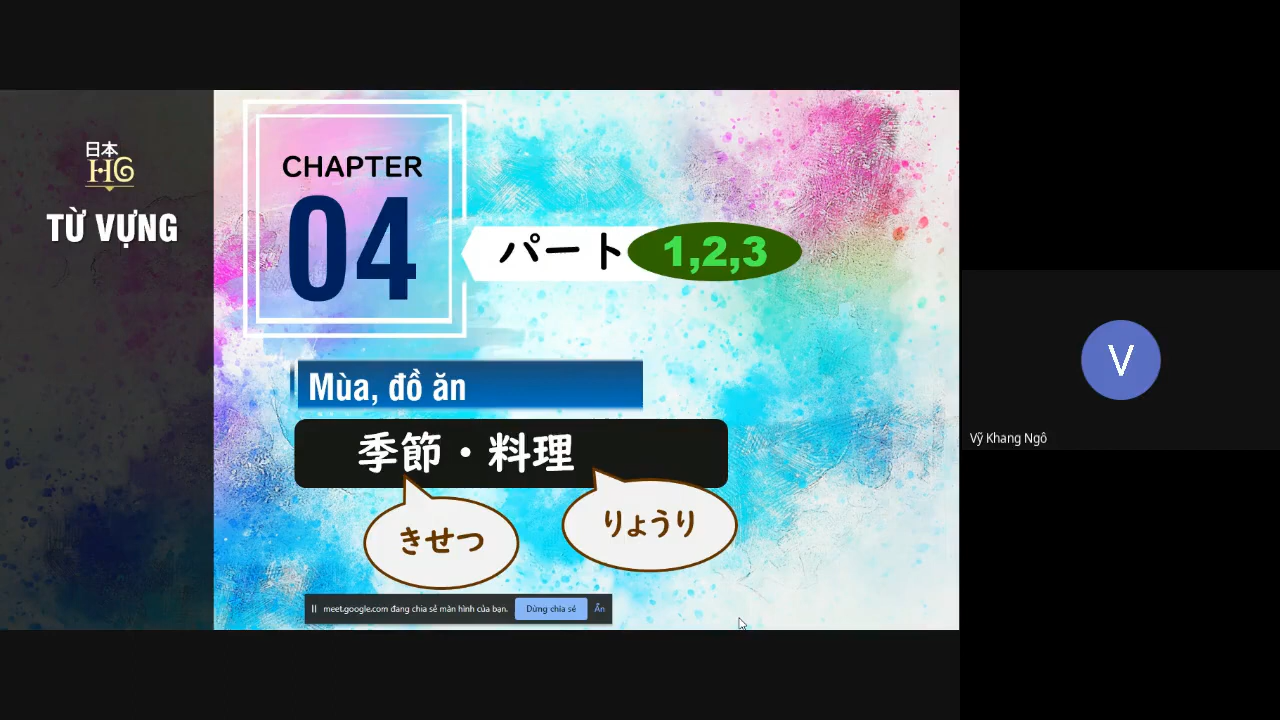 日本
HG
TỪ VỰNG
CHAPTER
04
パート 1,2,3
Mùa, đồ ăn
季節・料理
きせつ
りょうり
meet.google.com đang chia sẻ màn hình của bạn. Dừng chia sẻ Ẩn
V
Vỹ Khang Ngô